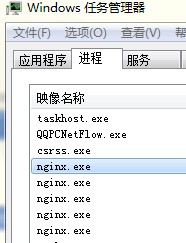 Windows 任务管理器
文件(F) 选项(O) 查看(V) 帮助
应用程序 进程 服务
映像名称
taskhost.exe
QQPCNetFlow.exe
csrss.exe
nginx.exe
nginx.exe
nginx.exe
nginx.exe
nginx.exe